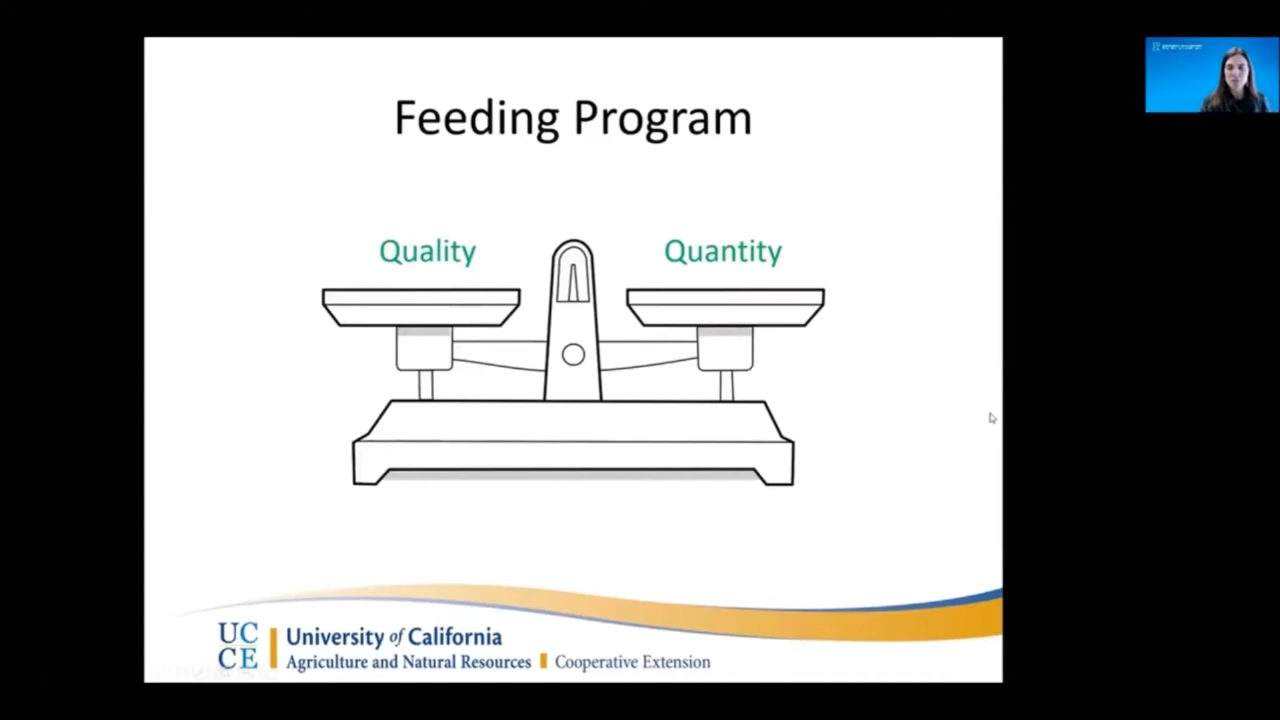 Feeding Program
Quality
Quantity
UC
CE
University of California
Agriculture and Natural Resources
Cooperative Extension